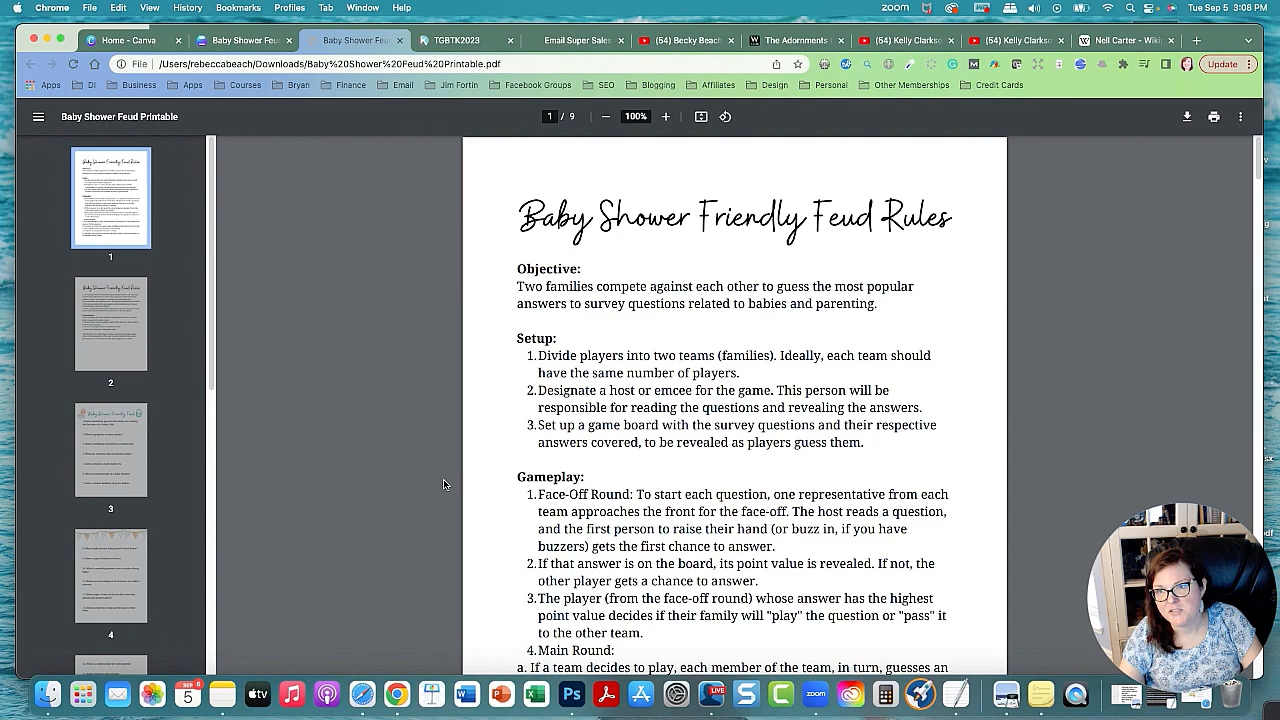 Chrome File Edit View History Bookmarks Profiles Tab Window Help zoom Tue Sep 5 3:08 PM
Home - Canva Baby Shower Feu Baby Shower Feu TGBTK2023 Email Super Sales (54) Becky Beach The Adornments (54) Kelly Clarks (54) Kelly Clarks Nell Carter - Wiki
File /Users/rebeccabeach/Downloads/Baby%20Shower%20Feud%20Printable.pdf Update
Apps DI Business Apps Courses Bryan Finance Email Jim Fortin Facebook Groups SEO Blogging Affiliates Design Personal Other Memberships Credit Cards
Baby Shower Feud Printable 1 / 9 100%
1
2
3
4
Baby Shower Friendly Feud Rules
Objective:
Two families compete against each other to guess the most popular
answers to survey questions related to babies and parenting.
Setup:
1. Divide players into two teams (families). Ideally, each team should
have the same number of players.
2. Designate a host or emcee for the game. This person will be
responsible for reading the questions and revealing the answers.
3. Set up a game board with the survey questions and their respective
answers covered, to be revealed as players guess them.
Gameplay:
1. Face-Off Round: To start each question, one representative from each
team approaches the front for the face-off. The host reads a question,
and the first person to raise their hand (or buzz in, if you have
buzzers) gets the first chance to answer.
2. If that answer is on the board, its point value is revealed. If not, the
other player gets a chance to answer.
3. The player (from the face-off round) whose answer has the highest
point value decides if their family will "play" the question or "pass" it
to the other team.
4. Main Round:
a. If a team decides to play, each member of the team, in turn, guesses an